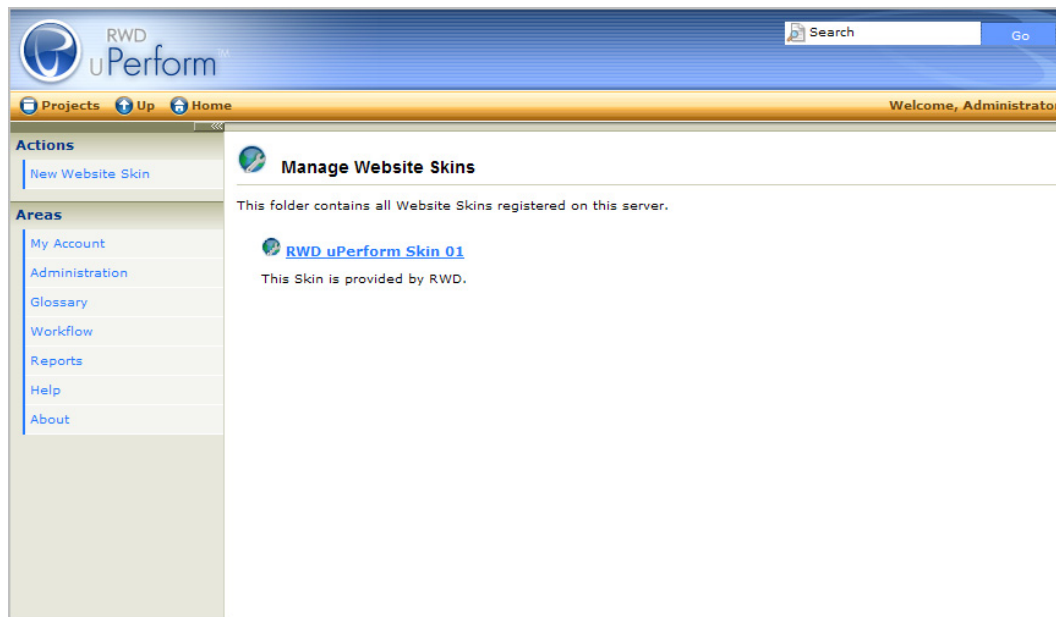 RWD
uPerform™
Search
Go
Projects Up Home
Welcome, Administrato
Actions
New Website Skin
Areas
My Account
Administration
Glossary
Workflow
Reports
Help
About
Manage Website Skins
This folder contains all Website Skins registered on this server.
RWD uPerform Skin 01
This Skin is provided by RWD.